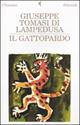 GIUSEPPE
TOMASI DI
LAMPEDUSA
IL GATTOPARDO